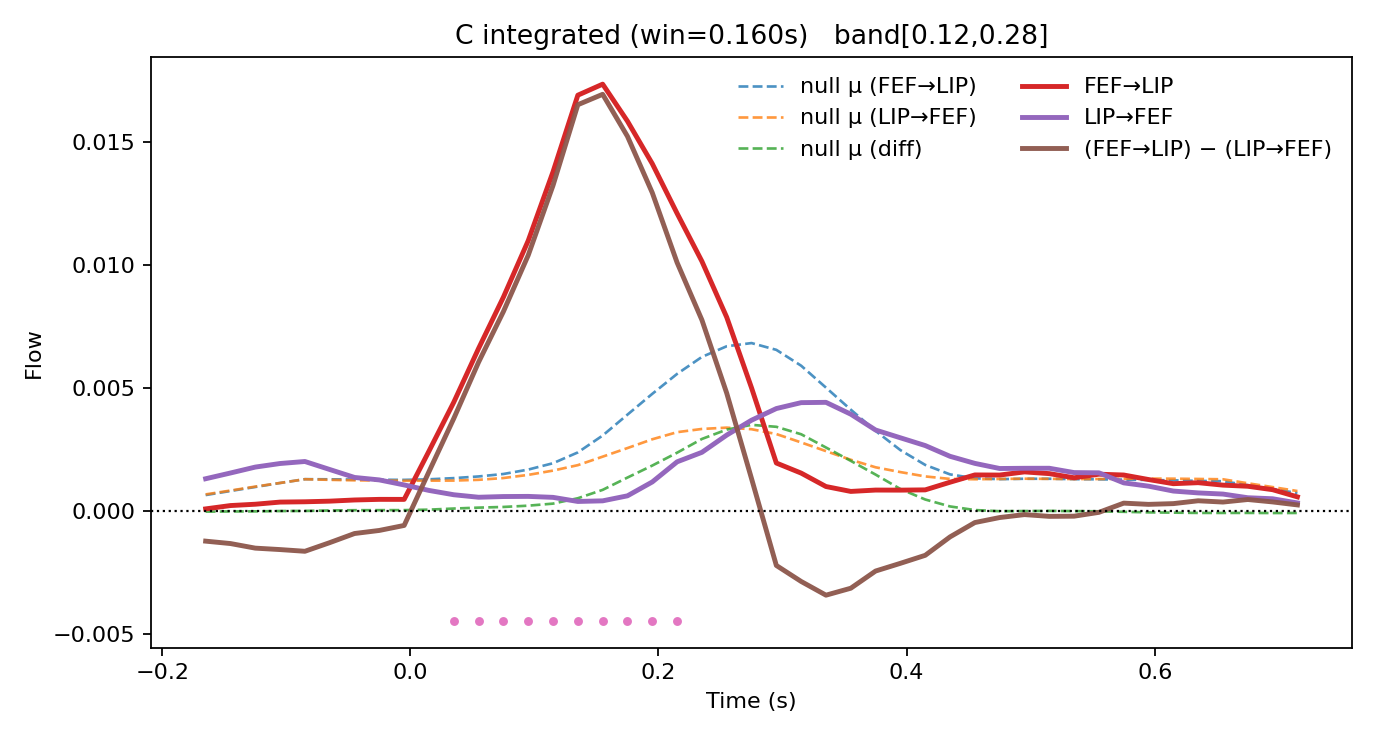 C integrated (win=0.160s)   band[0.12,0.28]
null μ (FEF→LIP)
null μ (LIP→FEF)
null μ (diff)
FEF→LIP
LIP→FEF
(FEF→LIP) − (LIP→FEF)
Flow
0.015
0.010
0.005
0.000
−0.005
−0.2
0.0
0.2
0.4
0.6
Time (s)